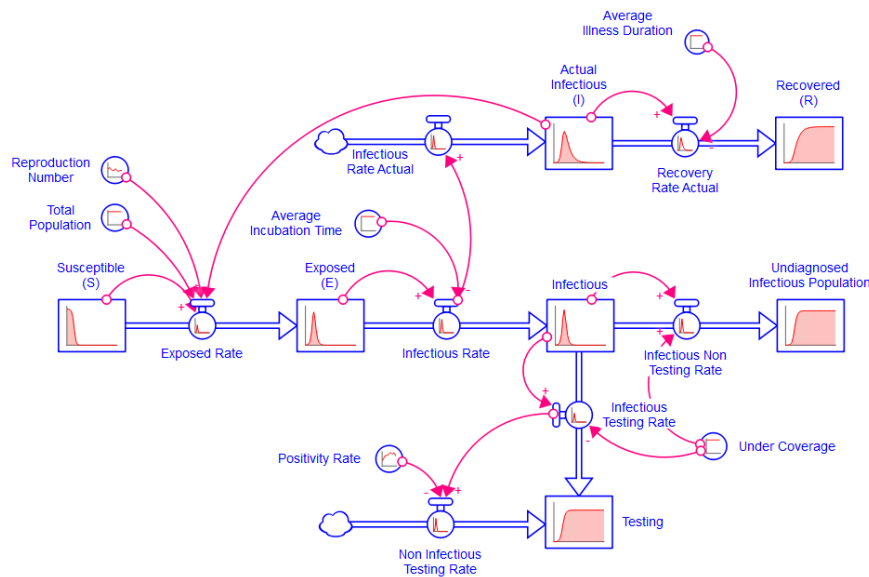 Average
Illness Duration
Actual
Infectious
(I)
Recovered
(R)
+
-
Infectious
Rate Actual
+
Recovery
Rate Actual
Reproduction
Number
Total
Population
Average
Incubation Time
Susceptible
(S)
Exposed
(E)
Infectious
Undiagnosed
Infectious Population
+
+
+
-
+
Exposed Rate
Infectious Rate
Infectious Non
Testing Rate
+
+
Infectious
Testing Rate
-
Under Coverage
Positivity Rate
-
+
Testing
Non Infectious
Testing Rate